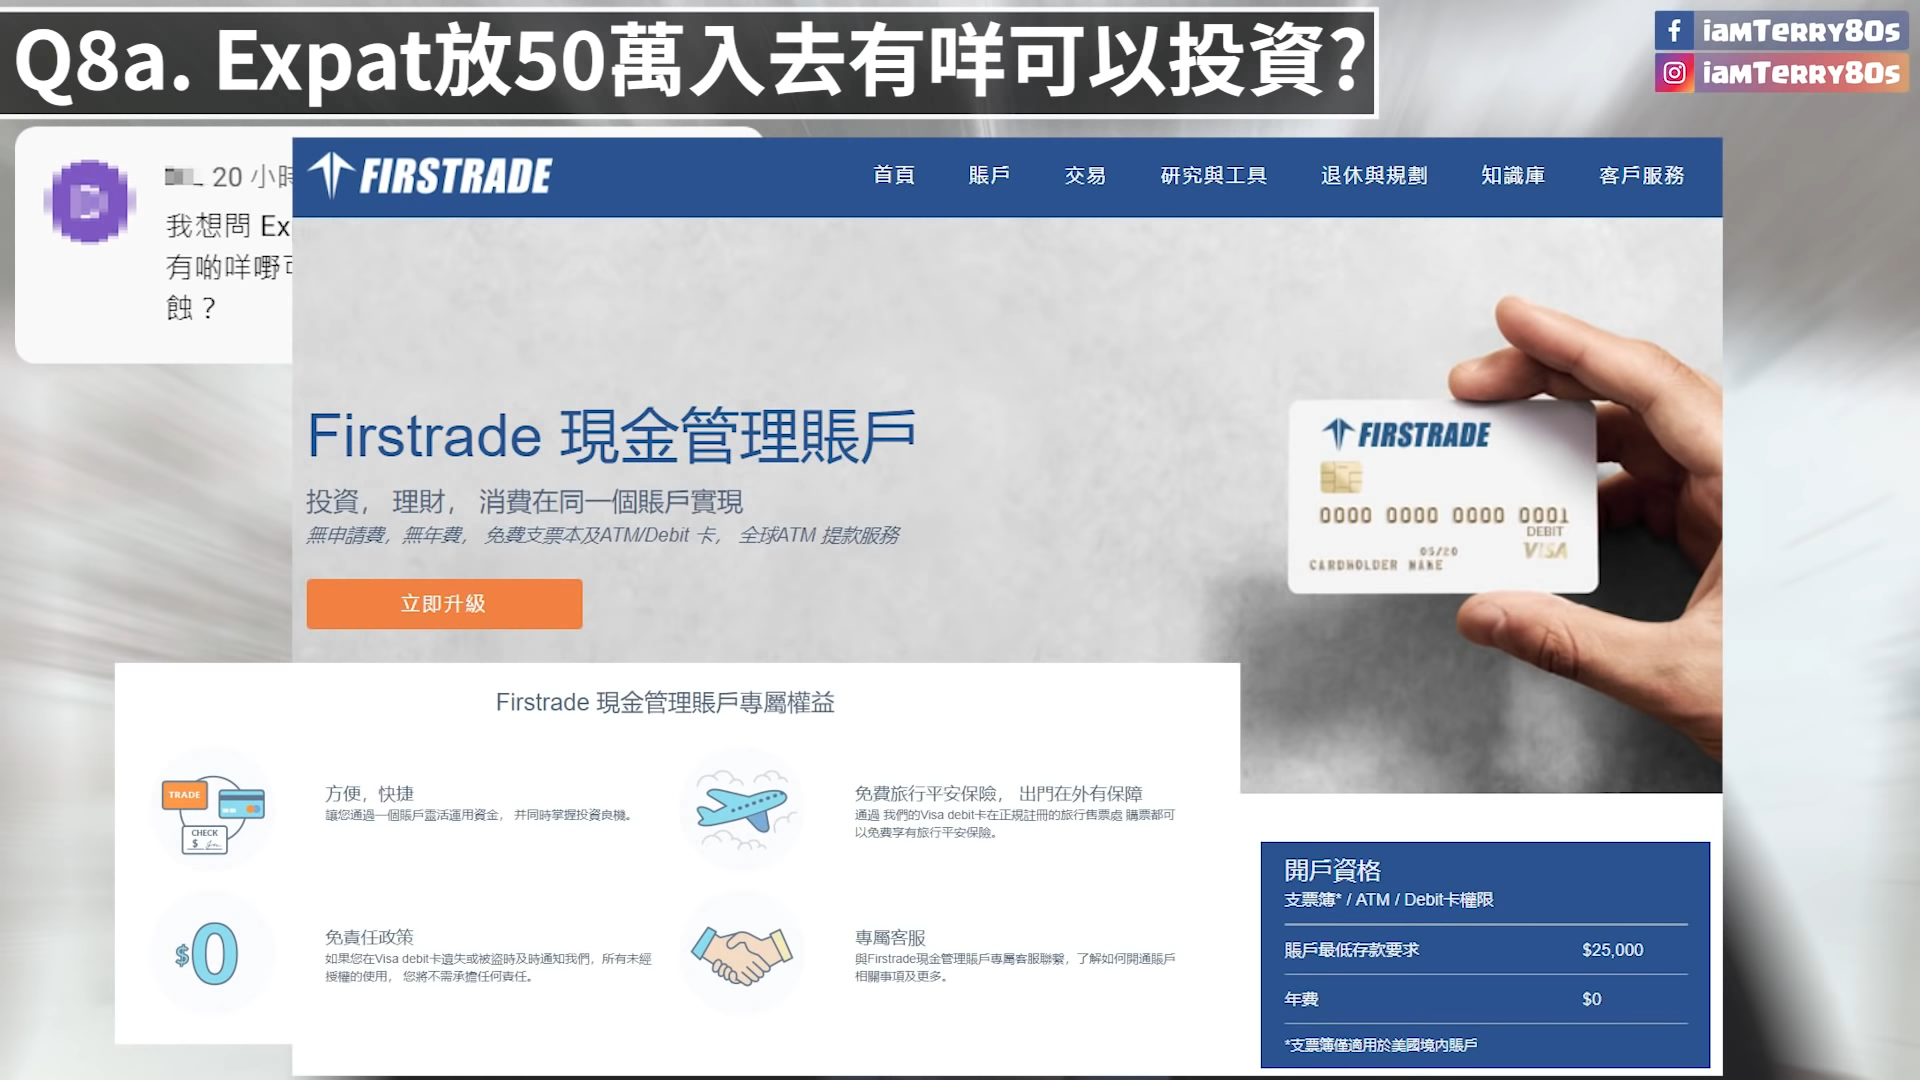 Q8a. Expat放50萬入去有咩可以投資?
iamTerry80s
iamTerry80s
20 小時
我想問 Ex
有啲咩嘢可
蝕？
FIRSTRADE
首頁 賬戶 交易 研究與工具 退休與規劃 知識庫 客戶服務
Firstrade 現金管理賬戶
投資， 理財， 消費在同一個賬戶實現
無申請費，無年費， 免費支票本及ATM/Debit 卡， 全球ATM 提款服務
立即升級
FIRSTRADE
0000 0000 0000 0001
DEBIT
05/20
VISA
CARDHOLDER NAME
Firstrade 現金管理賬戶專屬權益
TRADE
CHECK
$
方便，快捷
讓您通過一個賬戶靈活運用資金， 并同時掌握投資良機。
免費旅行平安保險， 出門在外有保障
通過 我們的Visa debit卡在正規註冊的旅行售票處 購票都可
以免費享有旅行平安保險。
$0
免責任政策
如果您在Visa debit卡遺失或被盜時及時通知我們，所有未經
授權的使用， 您將不需承擔任何責任。
專屬客服
與Firstrade現金管理賬戶專屬客服聯繫，了解如何開通賬戶
相關事項及更多。
開戶資格
支票簿* / ATM / Debit卡權限
賬戶最低存款要求 $25,000
年費 $0
*支票簿僅適用於美國境內賬戶